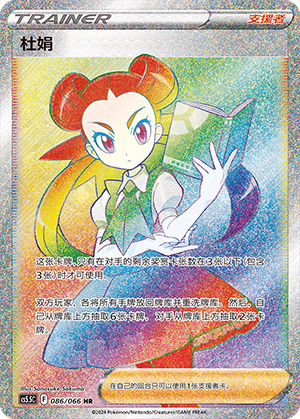 TRAINER 支援者
杜娟
这张卡牌,只有在对手的剩余奖赏卡张数在3张以下(包含
3张)时才可使用。
双方玩家,各将所有手牌放回牌库并重洗牌库。然后,自
己从牌库上方抽取6张卡牌,对手从牌库上方抽取2张。
Illus. Sanosuke Sakuma
CS5.5C F 086/066 HR
在自己的回合只可以使用1张支援者卡。
©2024 Pokémon/Nintendo/Creatures/GAME FREAK